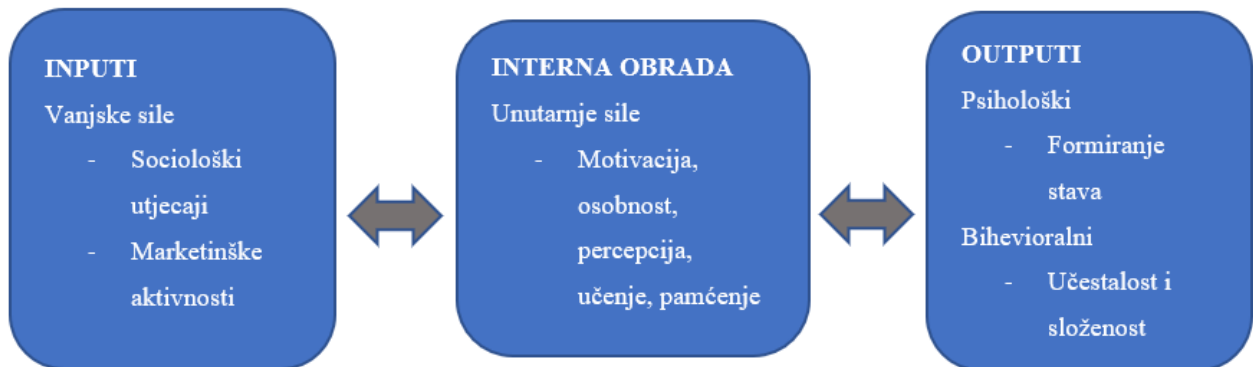 INPUTI
Vanjske sile
- Sociološki
utjecaji
- Marketinške
aktivnosti
INTERNA OBRADA
Unutarnje sile
- Motivacija,
osobnost,
percepcija,
učenje, pamćenje
OUTPUTI
Psihološki
- Formiranje
stava
Bihevioralni
- Učestalost i
složenost